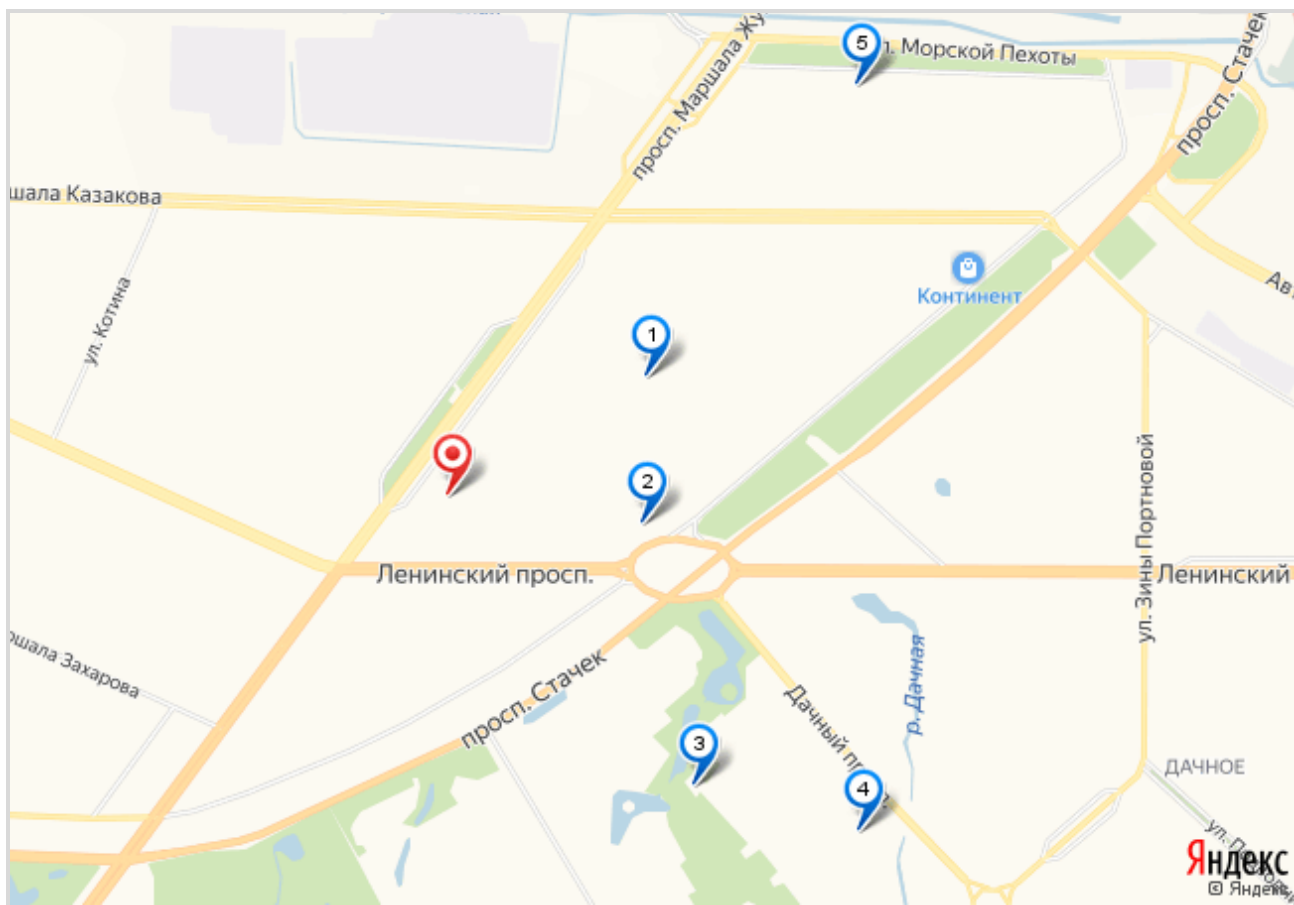 5
л. Морской Пехоты
просп. Маршала Жу
просп. Стачек
шала Казакова
Ав
ул. Котина
Континент
1
2
ул. Зины Портновой
Ленинский просп.
Ленинский
ршала Захарова
просп. Стачек
р. Дачная
Дачный пр
3
4
ДАЧНОЕ
Яндекс
© Яндекс